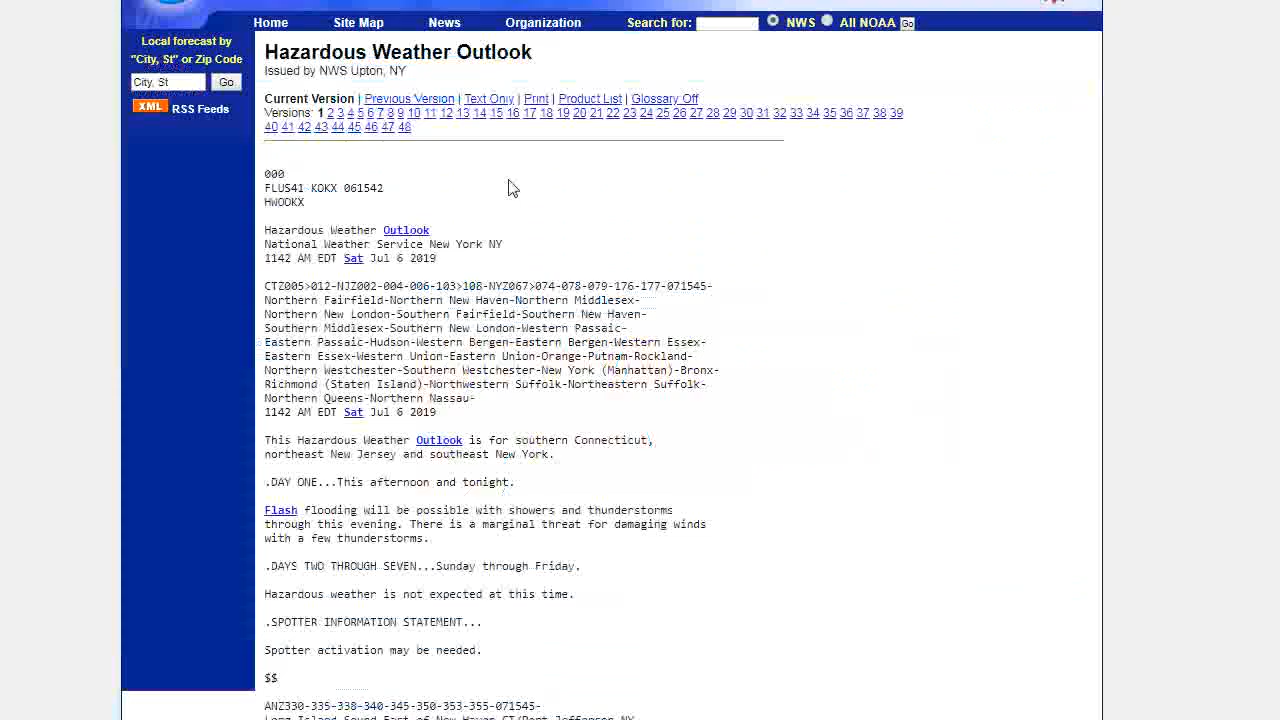 Home Site Map News Organization Search for: NWS All NOAA Go
Local forecast by
"City, St" or Zip Code
City, St Go
XML RSS Feeds
Hazardous Weather Outlook
Issued by NWS Upton, NY
Current Version | Previous Version | Text Only | Print | Product List | Glossary Off
Versions: 1 2 3 4 5 6 7 8 9 10 11 12 13 14 15 16 17 18 19 20 21 22 23 24 25 26 27 28 29 30 31 32 33 34 35 36 37 38 39
40 41 42 43 44 45 46 47 48
000
FLUS41 KOKX 061542
HWOOKX
Hazardous Weather Outlook
National Weather Service New York NY
1142 AM EDT Sat Jul 6 2019
CTZ005>012-NJZ002-004-006-103>108-NYZ067>074-078-079-176-177-071545-
Northern Fairfield-Northern New Haven-Northern Middlesex-
Northern New London-Southern Fairfield-Southern New Haven-
Southern Middlesex-Southern New London-Western Passaic-
Eastern Passaic-Hudson-Western Bergen-Eastern Bergen-Western Essex-
Eastern Essex-Western Union-Eastern Union-Orange-Putnam-Rockland-
Northern Westchester-Southern Westchester-New York (Manhattan)-Bronx-
Richmond (Staten Island)-Northwestern Suffolk-Northeastern Suffolk-
Northern Queens-Northern Nassau-
1142 AM EDT Sat Jul 6 2019
This Hazardous Weather Outlook is for southern Connecticut,
northeast New Jersey and southeast New York.
.DAY ONE...This afternoon and tonight.
Flash flooding will be possible with showers and thunderstorms
through this evening. There is a marginal threat for damaging winds
with a few thunderstorms.
.DAYS TWO THROUGH SEVEN...Sunday through Friday.
Hazardous weather is not expected at this time.
.SPOTTER INFORMATION STATEMENT...
Spotter activation may be needed.
$$
ANZ330-335-338-340-345-350-353-355-071545-
Long Island Sound East of New Haven CT/Port Jefferson NY-